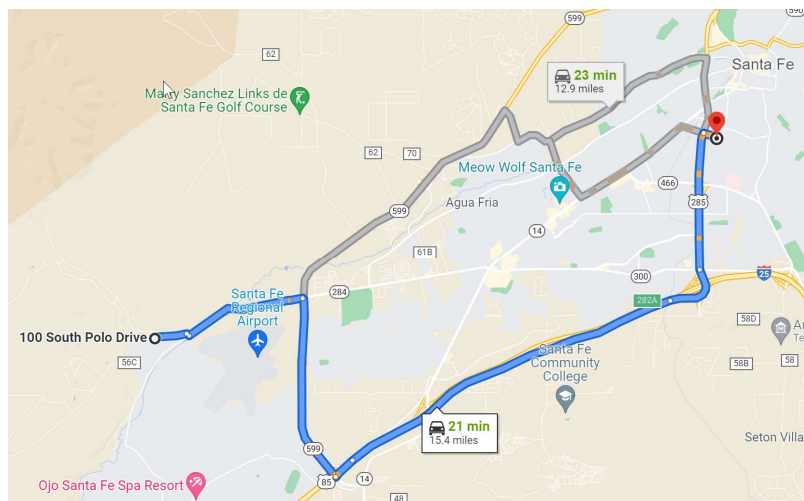 599
590
62
Santa Fe
23 min
12.9 miles
Marty Sanchez Links de
Santa Fe Golf Course
62
70
Meow Wolf Santa Fe
466
599
Agua Fria
285
14
61B
300
25
284
Santa Fe
Regional
Airport
282A
58D
100 South Polo Drive
56C
Santa Fe
Community
College
58B
58
21 min
15.4 miles
599
Seton Villa
85
14
Ojo Santa Fe Spa Resort
48